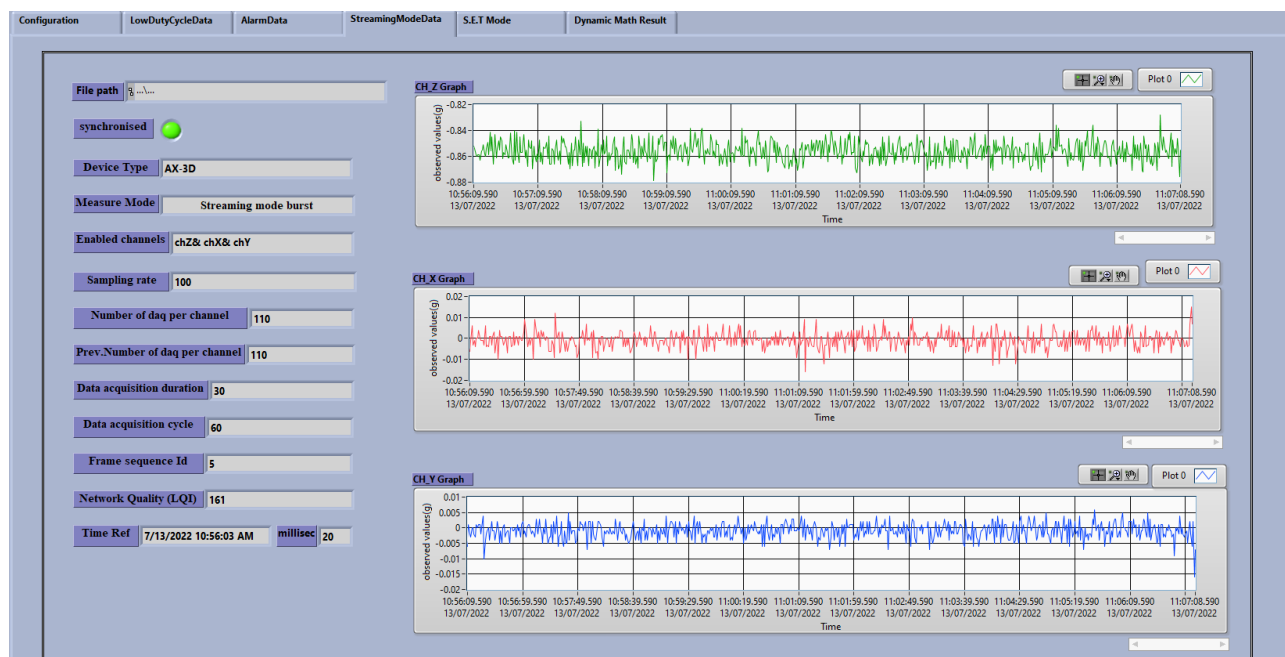 Configuration LowDutyCycleData AlarmData StreamingModeData S.E.T Mode Dynamic Math Result
File path ...\...
synchronised
Device Type AX-3D
Measure Mode Streaming mode burst
Enabled channels chZ& chX& chY
Sampling rate 100
Number of daq per channel 110
Prev.Number of daq per channel 110
Data acquisition duration 30
Data acquisition cycle 60
Frame sequence Id 5
Network Quality (LQI) 161
Time Ref 7/13/2022 10:56:03 AM millisec 20
CH_Z Graph
Plot 0
observed values(g)
-0.82
-0.84
-0.86
-0.88
10:56:09.590 10:57:09.590 10:58:09.590 10:59:09.590 11:00:09.590 11:01:09.590 11:02:09.590 11:03:09.590 11:04:09.590 11:05:09.590 11:06:09.590 11:07:08.590
13/07/2022 13/07/2022 13/07/2022 13/07/2022 13/07/2022 13/07/2022 13/07/2022 13/07/2022 13/07/2022 13/07/2022 13/07/2022 13/07/2022
Time
CH_X Graph
Plot 0
observed values(g)
0.02
0.01
0
-0.01
-0.02
10:56:09.590 10:56:59.590 10:57:49.590 10:58:39.590 10:59:29.590 11:00:19.590 11:01:09.590 11:01:59.590 11:02:49.590 11:03:39.590 11:04:29.590 11:05:19.590 11:06:09.590 11:07:08.590
13/07/2022 13/07/2022 13/07/2022 13/07/2022 13/07/2022 13/07/2022 13/07/2022 13/07/2022 13/07/2022 13/07/2022 13/07/2022 13/07/2022 13/07/2022 13/07/2022
Time
CH_Y Graph
Plot 0
observed values(g)
0.01
0.005
0
-0.005
-0.01
-0.015
-0.02
10:56:09.590 10:56:59.590 10:57:49.590 10:58:39.590 10:59:29.590 11:00:19.590 11:01:09.590 11:01:59.590 11:02:49.590 11:03:39.590 11:04:29.590 11:05:19.590 11:06:09.590 11:07:08.590
13/07/2022 13/07/2022 13/07/2022 13/07/2022 13/07/2022 13/07/2022 13/07/2022 13/07/2022 13/07/2022 13/07/2022 13/07/2022 13/07/2022 13/07/2022 13/07/2022
Time